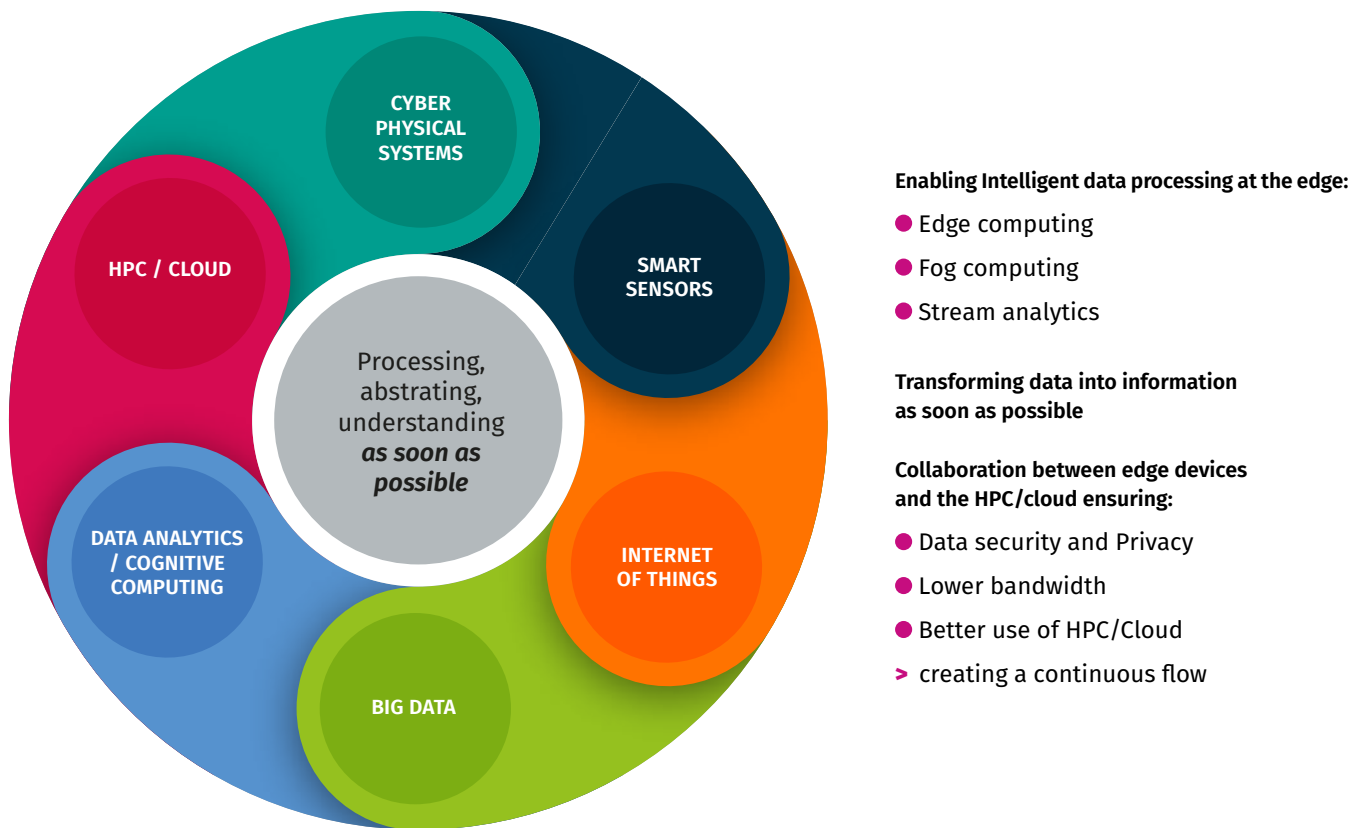 CYBER
PHYSICAL
SYSTEMS
SMART
SENSORS
INTERNET
OF THINGS
BIG DATA
DATA ANALYTICS
/ COGNITIVE
COMPUTING
HPC / CLOUD
Processing,
abstrating,
understanding
as soon as
possible
Enabling Intelligent data processing at the edge:
Edge computing
Fog computing
Stream analytics
Transforming data into information
as soon as possible
Collaboration between edge devices
and the HPC/cloud ensuring:
Data security and Privacy
Lower bandwidth
Better use of HPC/Cloud
> creating a continuous flow